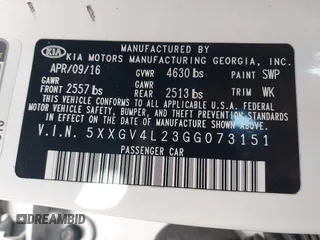 KIA KIA MOTORS MANUFACTURING GEORGIA, INC.
APR/09/16 GVWR 4630 lbs PAINT SWP
GAWR GAWR
FRONT 2557 lbs REAR 2513 lbs TRIM WK
THIS VEHICLE CONFORMS TO ALL APPLICABLE FEDERAL
MOTOR VEHICLE SAFETY, BUMPER, AND THEFT PREVENTION
STANDARDS IN EFFECT ON THE DATE OF MANUFACTURE SHOWN ABOVE.
V.I.N. 5XXGV4L23GG073151
PASSENGER CAR
DREAMBID